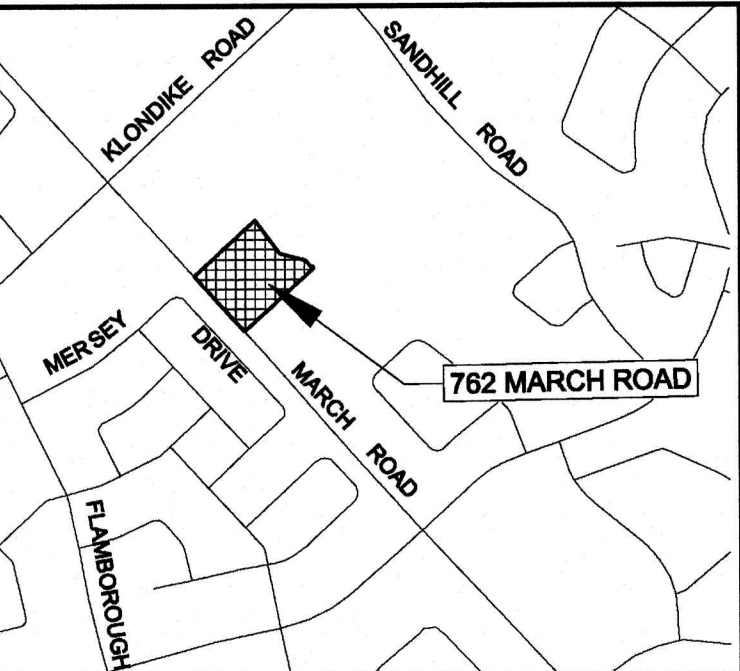 KLONDIKE ROAD
SANDHILL ROAD
MERSEY DRIVE
MARCH ROAD
762 MARCH ROAD
FLAMBOROUGH